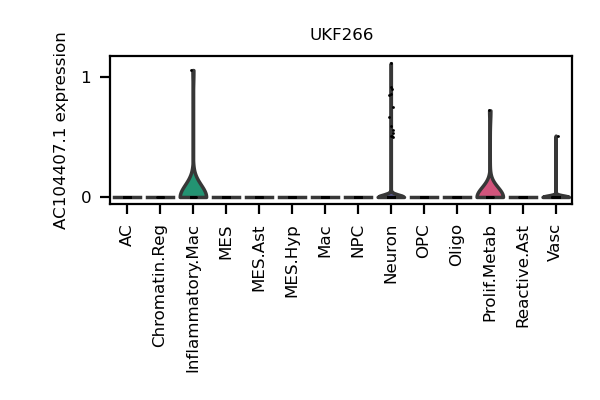 UKF266
AC104407.1 expression
1
0
AC
Chromatin.Reg
Inflammatory.Mac
MES
MES.Ast
MES.Hyp
Mac
NPC
Neuron
OPC
Oligo
Prolif.Metab
Reactive.Ast
Vasc